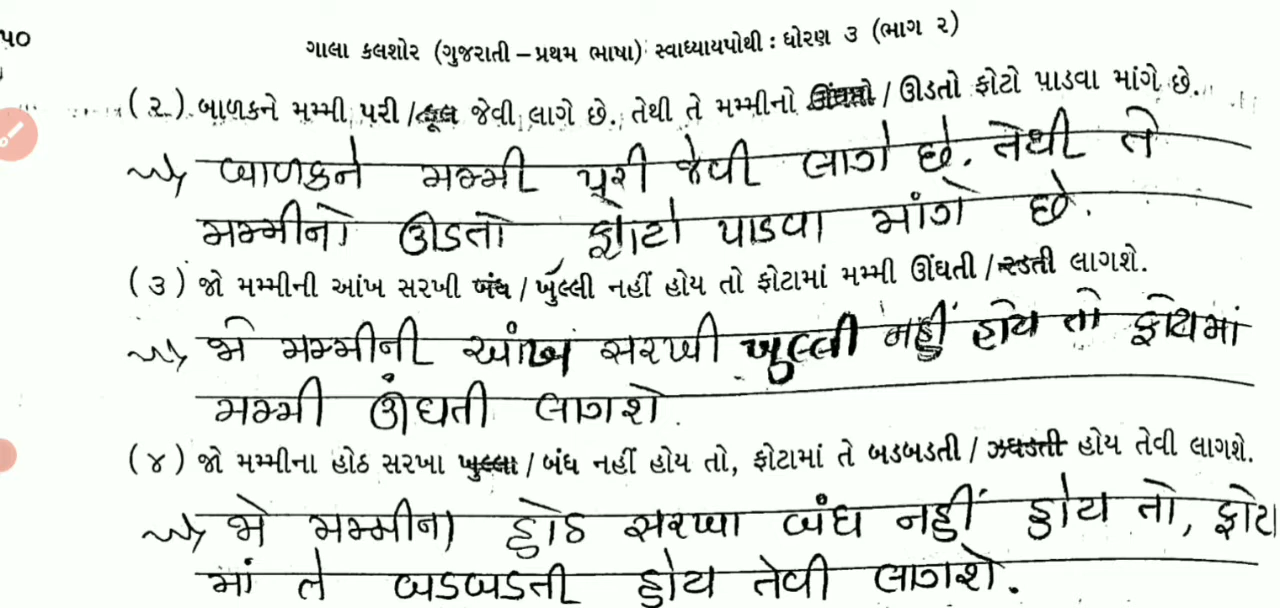 ૫૦
ગાલા કલશોર (ગુજરાતી – પ્રથમ ભાષા) સ્વાધ્યાયપોથી : ધોરણ ૩ (ભાગ ૨)
(૨) બાળકને મમ્મી પરી / ફૂલ જેવી લાગે છે. તેથી તે મમ્મીનો ઊંઘતો / ઊડતો ફોટો પાડવા માંગે છે.
બાળકને મમ્મી પરી જેવી લાગે છે. તેથી તે
મમ્મીનો ઊડતો ફોટો પાડવા માંગે છે.
(૩) જો મમ્મીની આંખ સરખી બંધ / ખુલ્લી નહીં હોય તો ફોટામાં મમ્મી ઊંઘતી / રડતી લાગશે.
જો મમ્મીની આંખ સરખી ખુલ્લી નહીં હોય તો ફોટામાં
મમ્મી ઊંઘતી લાગશે.
(૪) જો મમ્મીના હોઠ સરખા ખુલ્લા / બંધ નહીં હોય તો, ફોટામાં તે બડબડતી / ઝઘડતી હોય તેવી લાગશે.
જો મમ્મીના હોઠ સરખા બંધ નહીં હોય તો, ફોટા
માં તે બડબડતી હોય તેવી લાગશે.